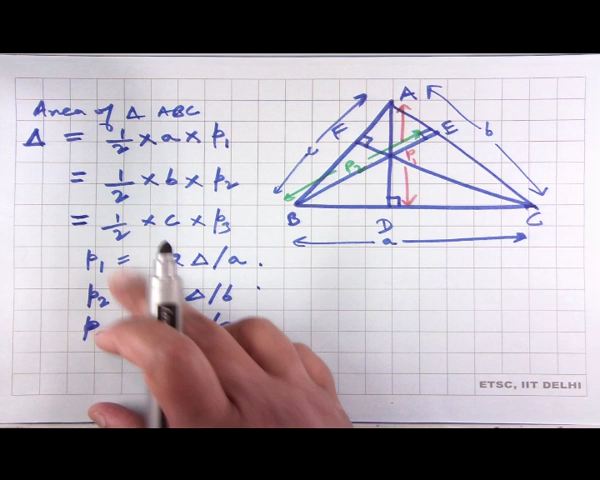 Area of Δ ABC
Δ = 1/2 × a × p1
= 1/2 × b × p2
= 1/2 × c × p3
p1 = 2 Δ/a .
p2 Δ/b
p
A
F
E
b
c
p2
p1
B
D
C
a
ETSC, IIT DELHI